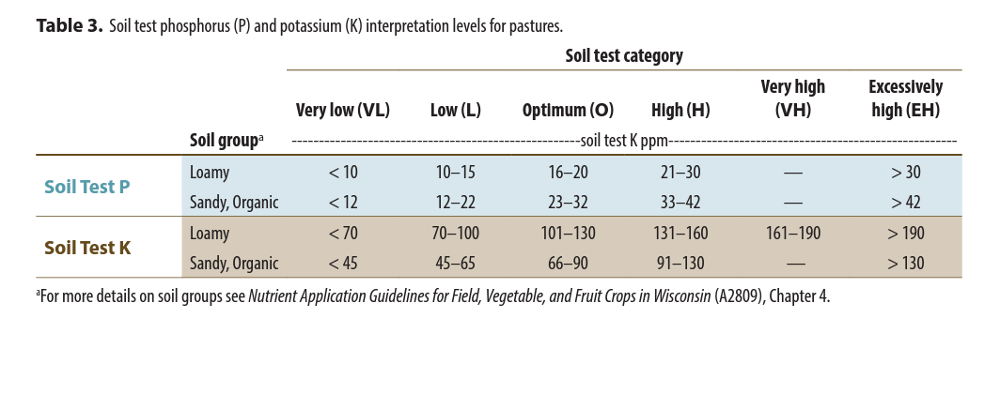 Table 3. Soil test phosphorus (P) and potassium (K) interpretation levels for pastures.
Soil test category
Very low (VL) Low (L) Optimum (O) High (H) Very high (VH) Excessively high (EH)
Soil groupᵃ -----------------------------------------------------soil test K ppm-----------------------------------------------------
Soil Test P
Loamy < 10 10–15 16–20 21–30 — > 30
Sandy, Organic < 12 12–22 23–32 33–42 — > 42
Soil Test K
Loamy < 70 70–100 101–130 131–160 161–190 > 190
Sandy, Organic < 45 45–65 66–90 91–130 — > 130
ᵃFor more details on soil groups see Nutrient Application Guidelines for Field, Vegetable, and Fruit Crops in Wisconsin (A2809), Chapter 4.